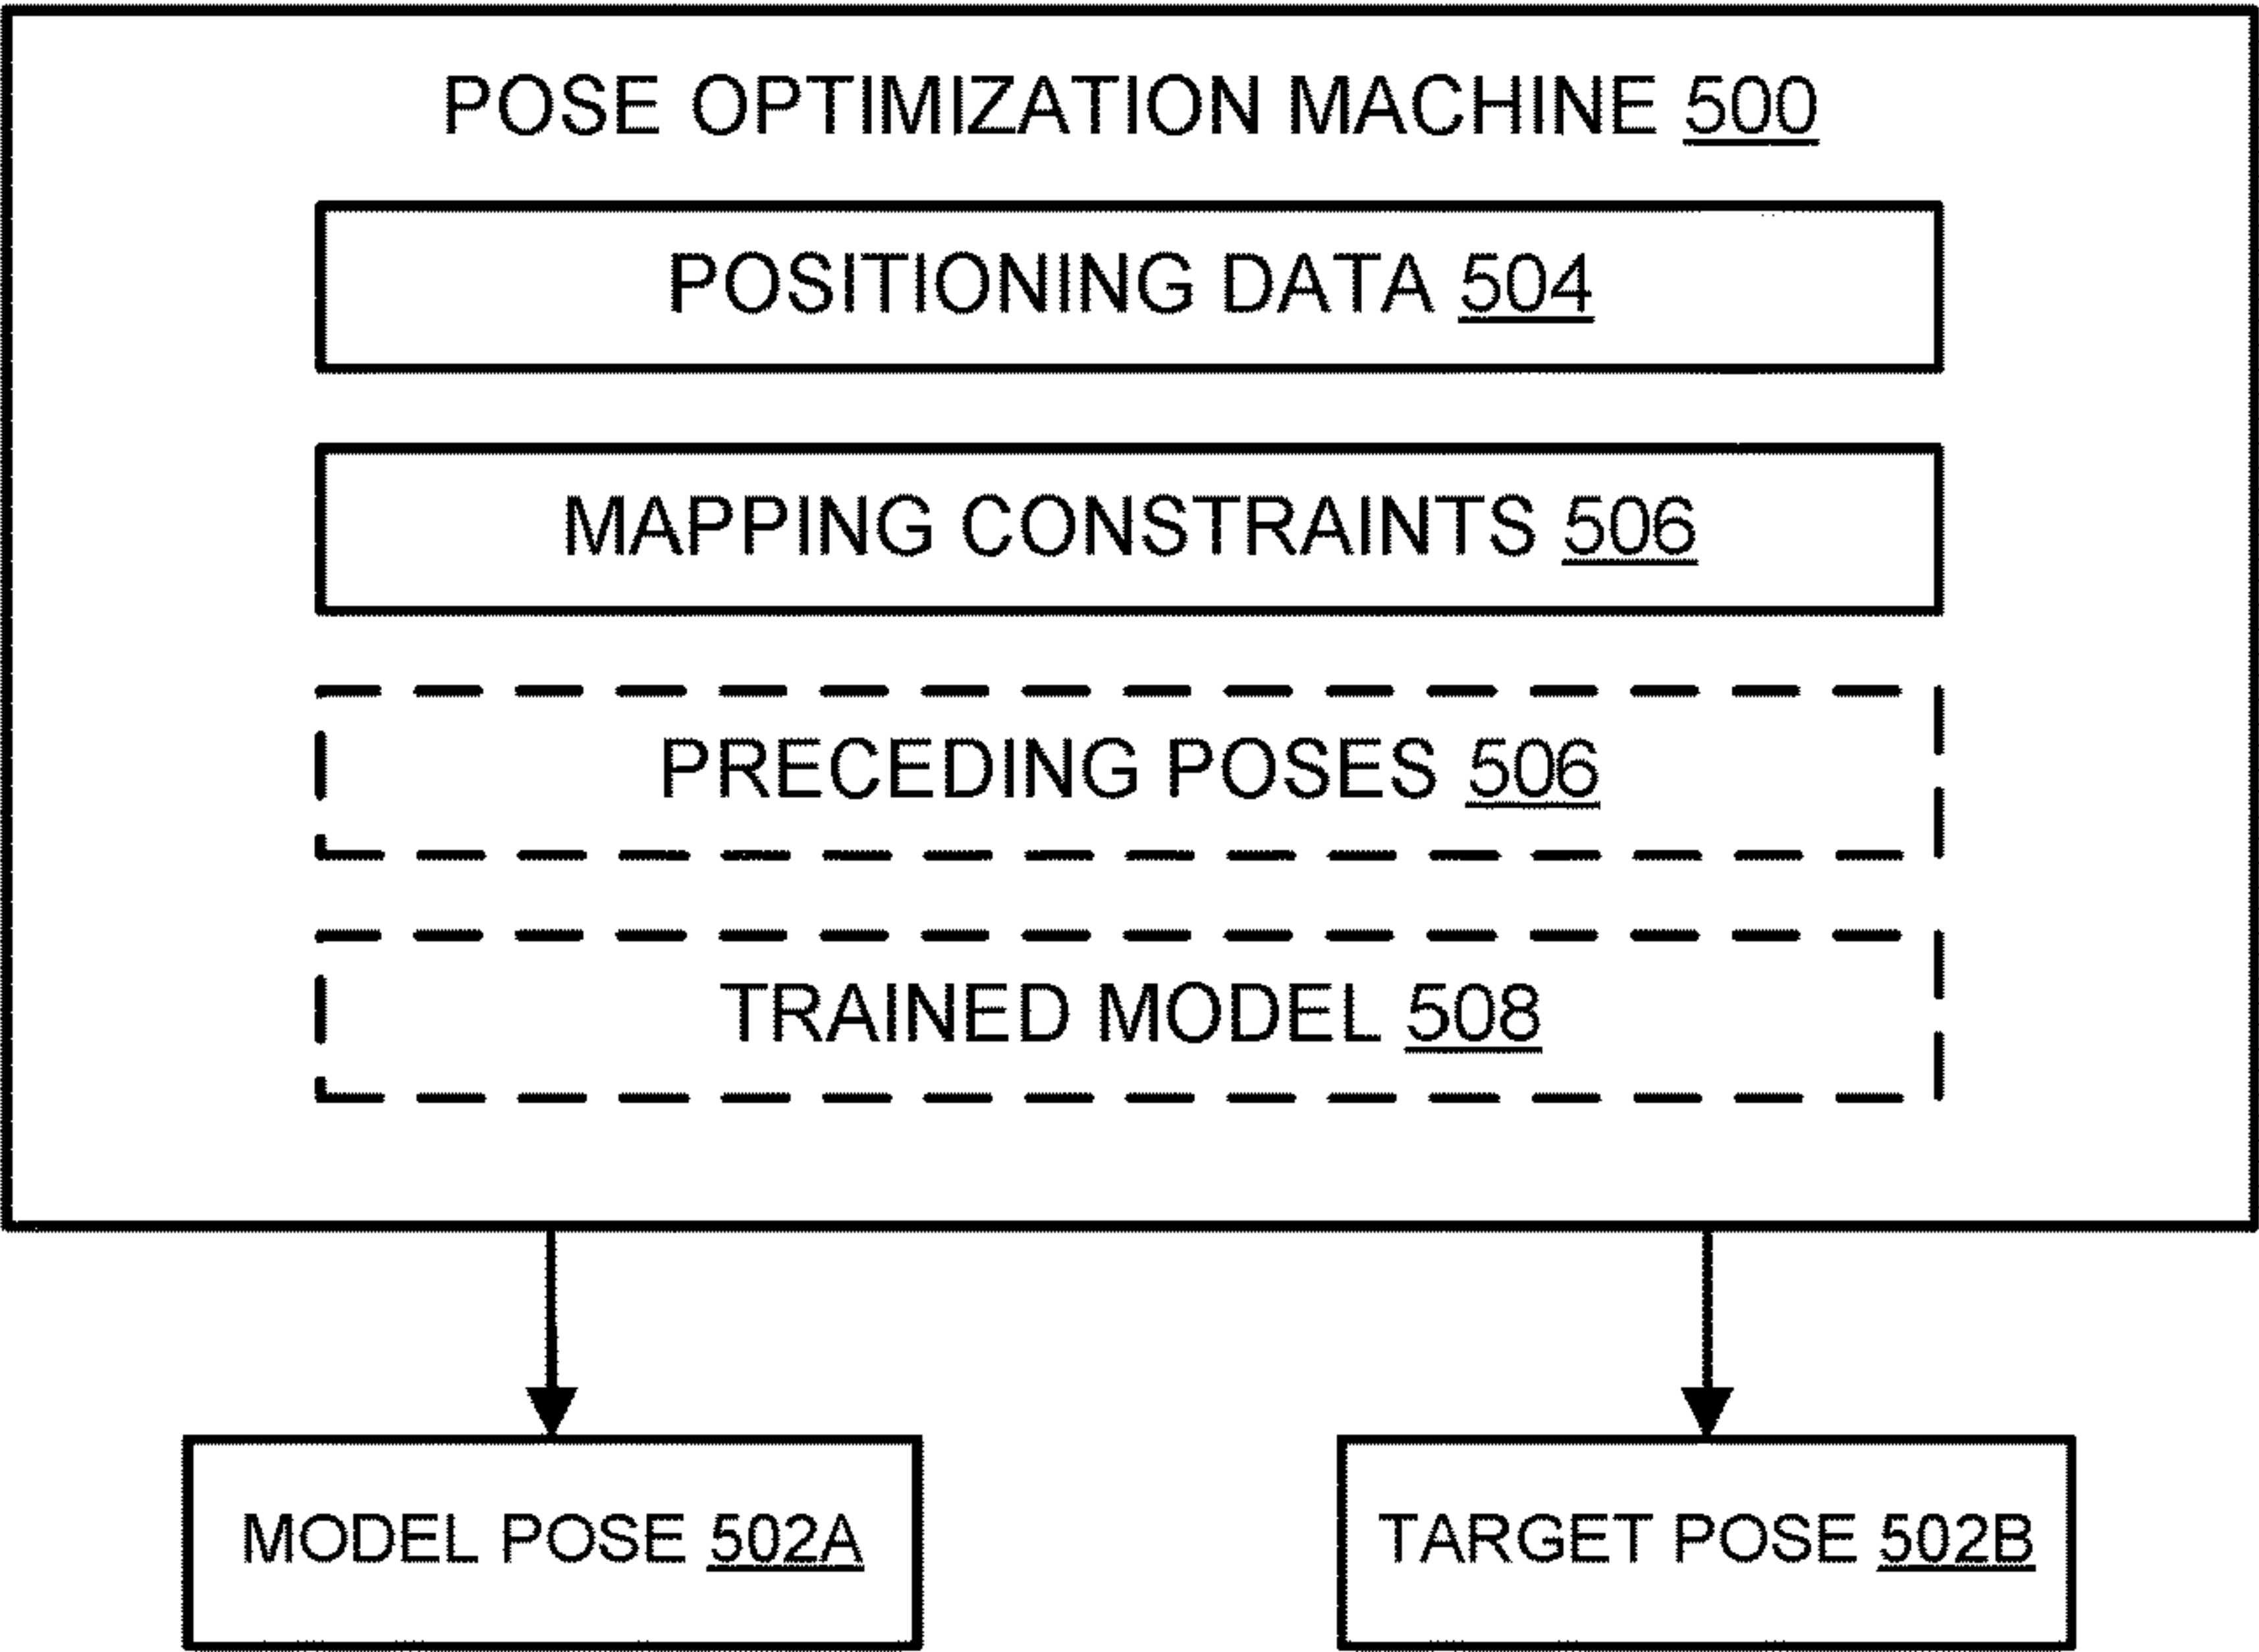 POSE OPTIMIZATION MACHINE 500
POSITIONING DATA 504
MAPPING CONSTRAINTS 506
PRECEDING POSES 506
TRAINED MODEL 508
MODEL POSE 502A
TARGET POSE 502B